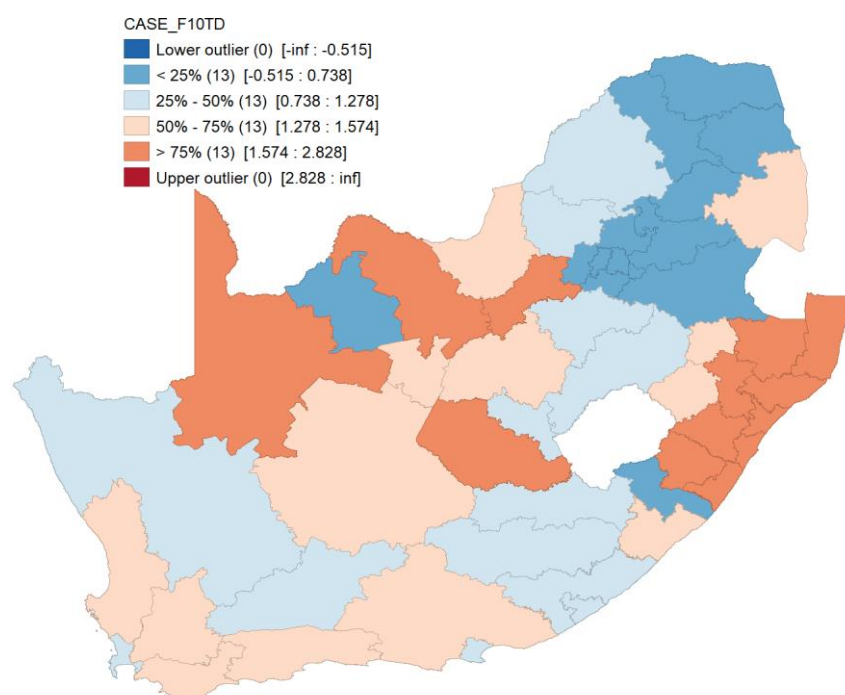 CASE_F10TD
Lower outlier (0) [-inf : -0.515]
< 25% (13) [-0.515 : 0.738]
25% - 50% (13) [0.738 : 1.278]
50% - 75% (13) [1.278 : 1.574]
> 75% (13) [1.574 : 2.828]
Upper outlier (0) [2.828 : inf]